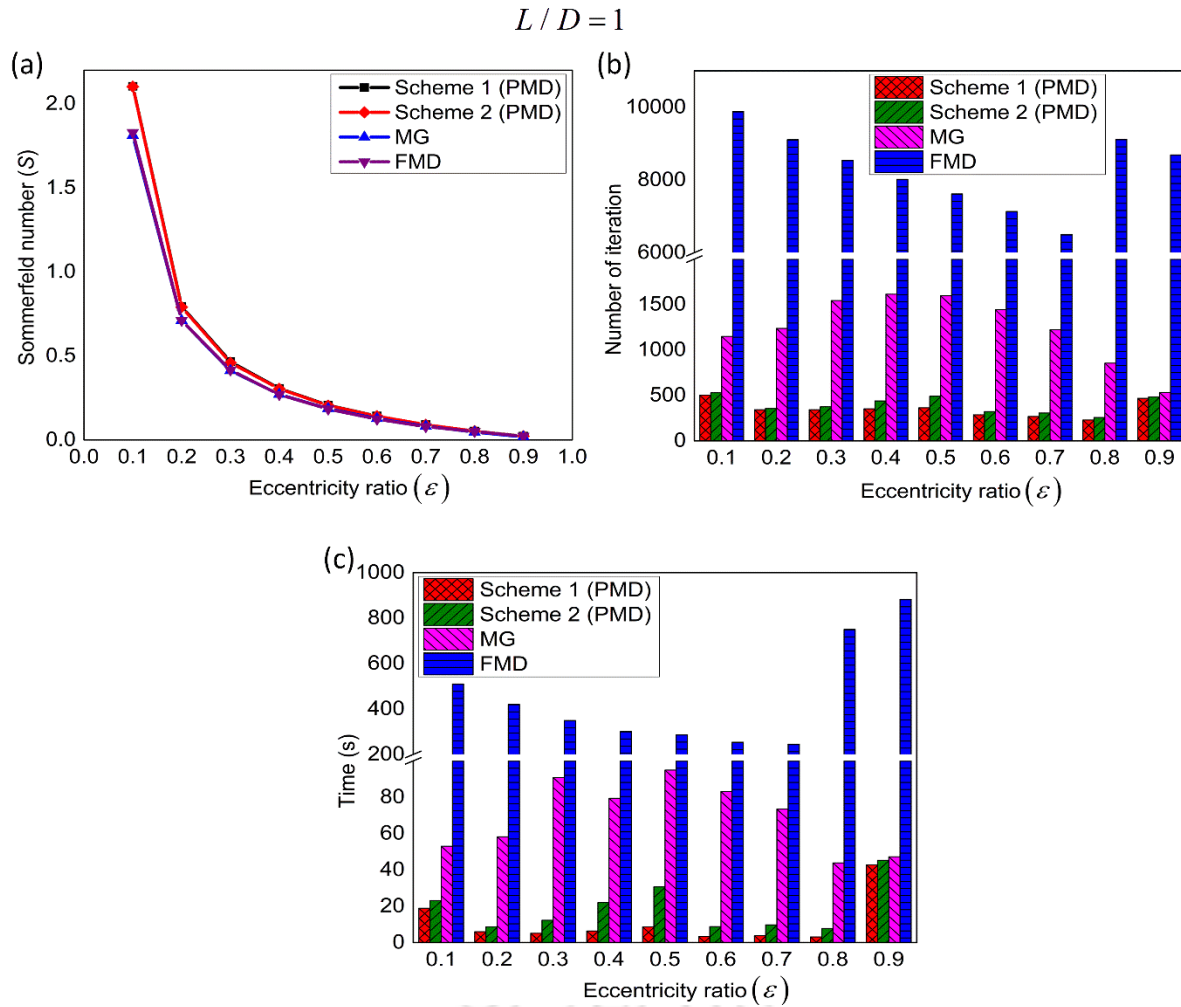 L / D = 1
(a)
Sommerfeld number (S)
2.0
1.5
1.0
0.5
0.0
Scheme 1 (PMD)
Scheme 2 (PMD)
MG
FMD
0.0 0.1 0.2 0.3 0.4 0.5 0.6 0.7 0.8 0.9 1.0
Eccentricity ratio (ε)
(b)
Number of iteration
10000
8000
6000
1500
1000
500
0
Scheme 1 (PMD)
Scheme 2 (PMD)
MG
FMD
0.1 0.2 0.3 0.4 0.5 0.6 0.7 0.8 0.9
Eccentricity ratio (ε)
(c)
Time (s)
1000
800
600
400
200
80
60
40
20
0
Scheme 1 (PMD)
Scheme 2 (PMD)
MG
FMD
0.1 0.2 0.3 0.4 0.5 0.6 0.7 0.8 0.9
Eccentricity ratio (ε)